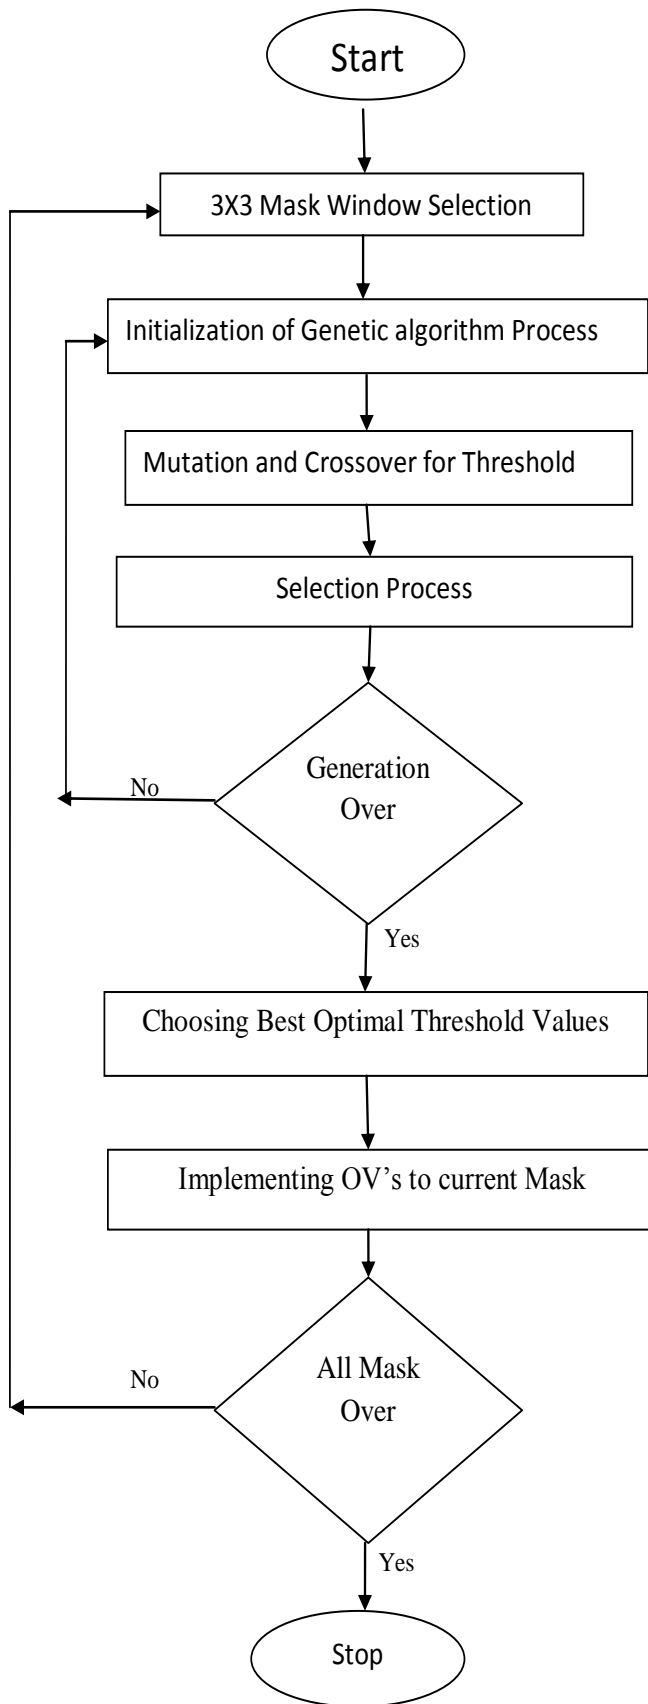 Start
3X3 Mask Window Selection
Initialization of Genetic algorithm Process
Mutation and Crossover for Threshold
Selection Process
Generation
Over
No
Yes
Choosing Best Optimal Threshold Values
Implementing OV’s to current Mask
All Mask
Over
No
Yes
Stop